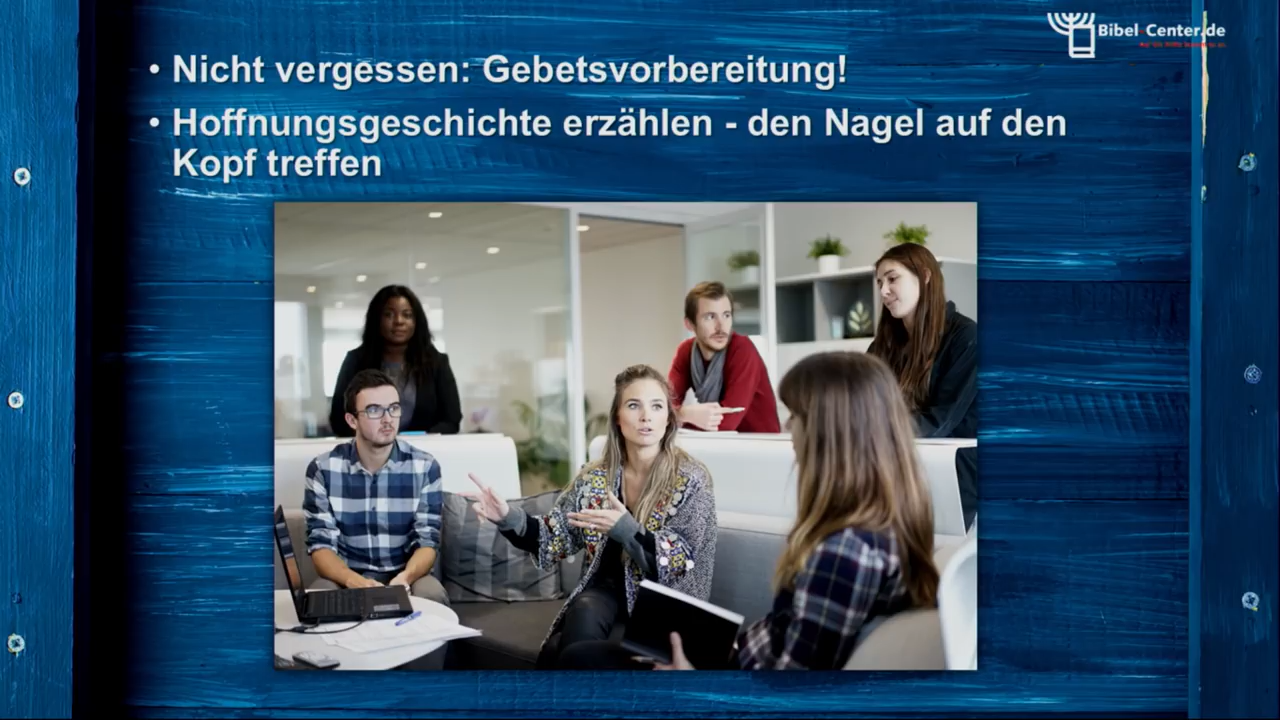 Bibel Center.de
• Nicht vergessen: Gebetsvorbereitung!
• Hoffnungsgeschichte erzählen - den Nagel auf den
Kopf treffen